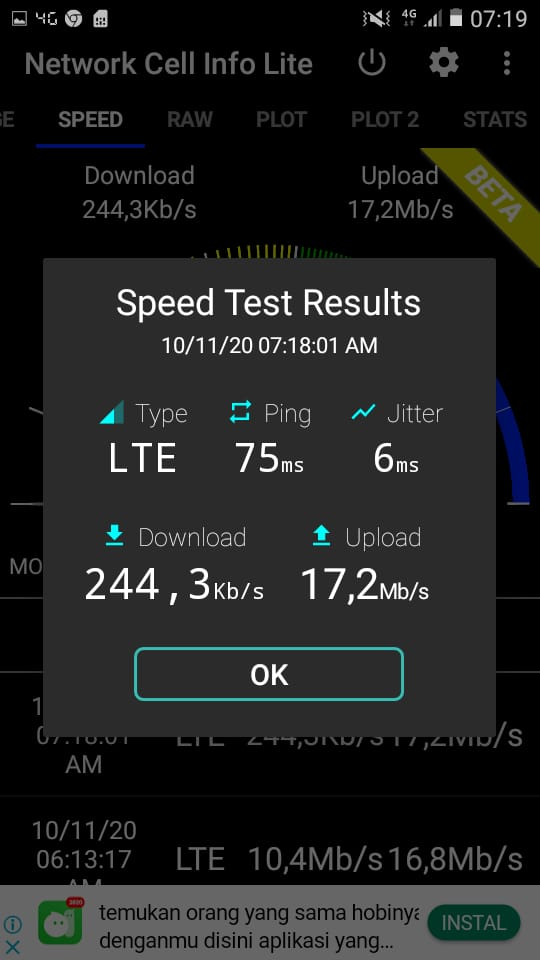 4G 4G 07:19
Network Cell Info Lite
GE SPEED RAW PLOT PLOT 2 STATS
Download Upload
244,3Kb/s 17,2Mb/s
BETA
Speed Test Results
10/11/20 07:18:01 AM
Type Ping Jitter
LTE 75ms 6ms
Download Upload
244,3Kb/s 17,2Mb/s
OK
MO
1
07:18:01 LTE 244,3Kb/s 17,2Mb/s
AM
10/11/20
06:13:17 LTE 10,4Mb/s 16,8Mb/s
AM
2020
temukan orang yang sama hobinya
denganmu disini aplikasi yang...
INSTAL